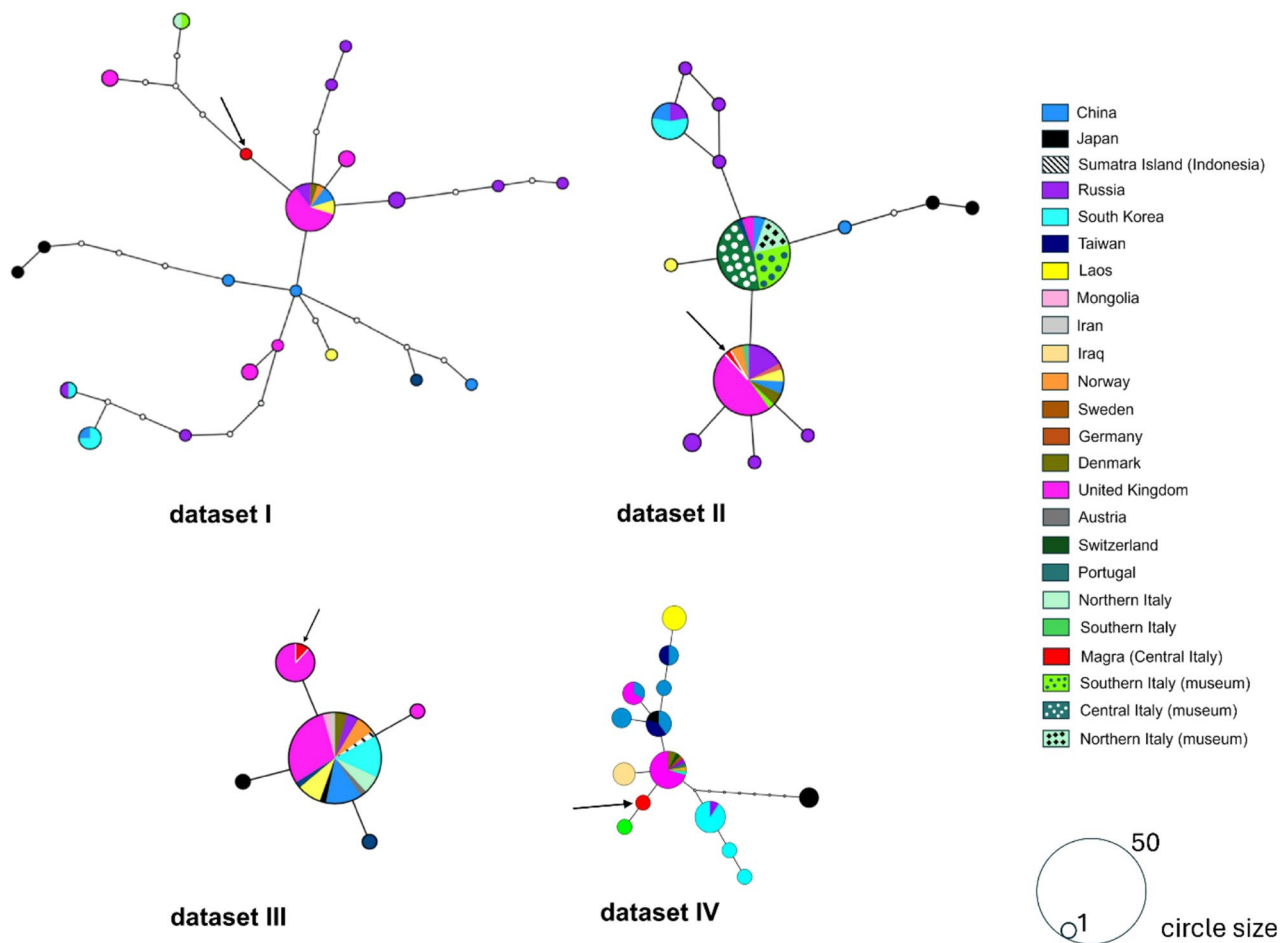 dataset I
dataset II
dataset III
dataset IV
China
Japan
Sumatra Island (Indonesia)
Russia
South Korea
Taiwan
Laos
Mongolia
Iran
Iraq
Norway
Sweden
Germany
Denmark
United Kingdom
Austria
Switzerland
Portugal
Northern Italy
Southern Italy
Magra (Central Italy)
Southern Italy (museum)
Central Italy (museum)
Northern Italy (museum)
50
1
circle size